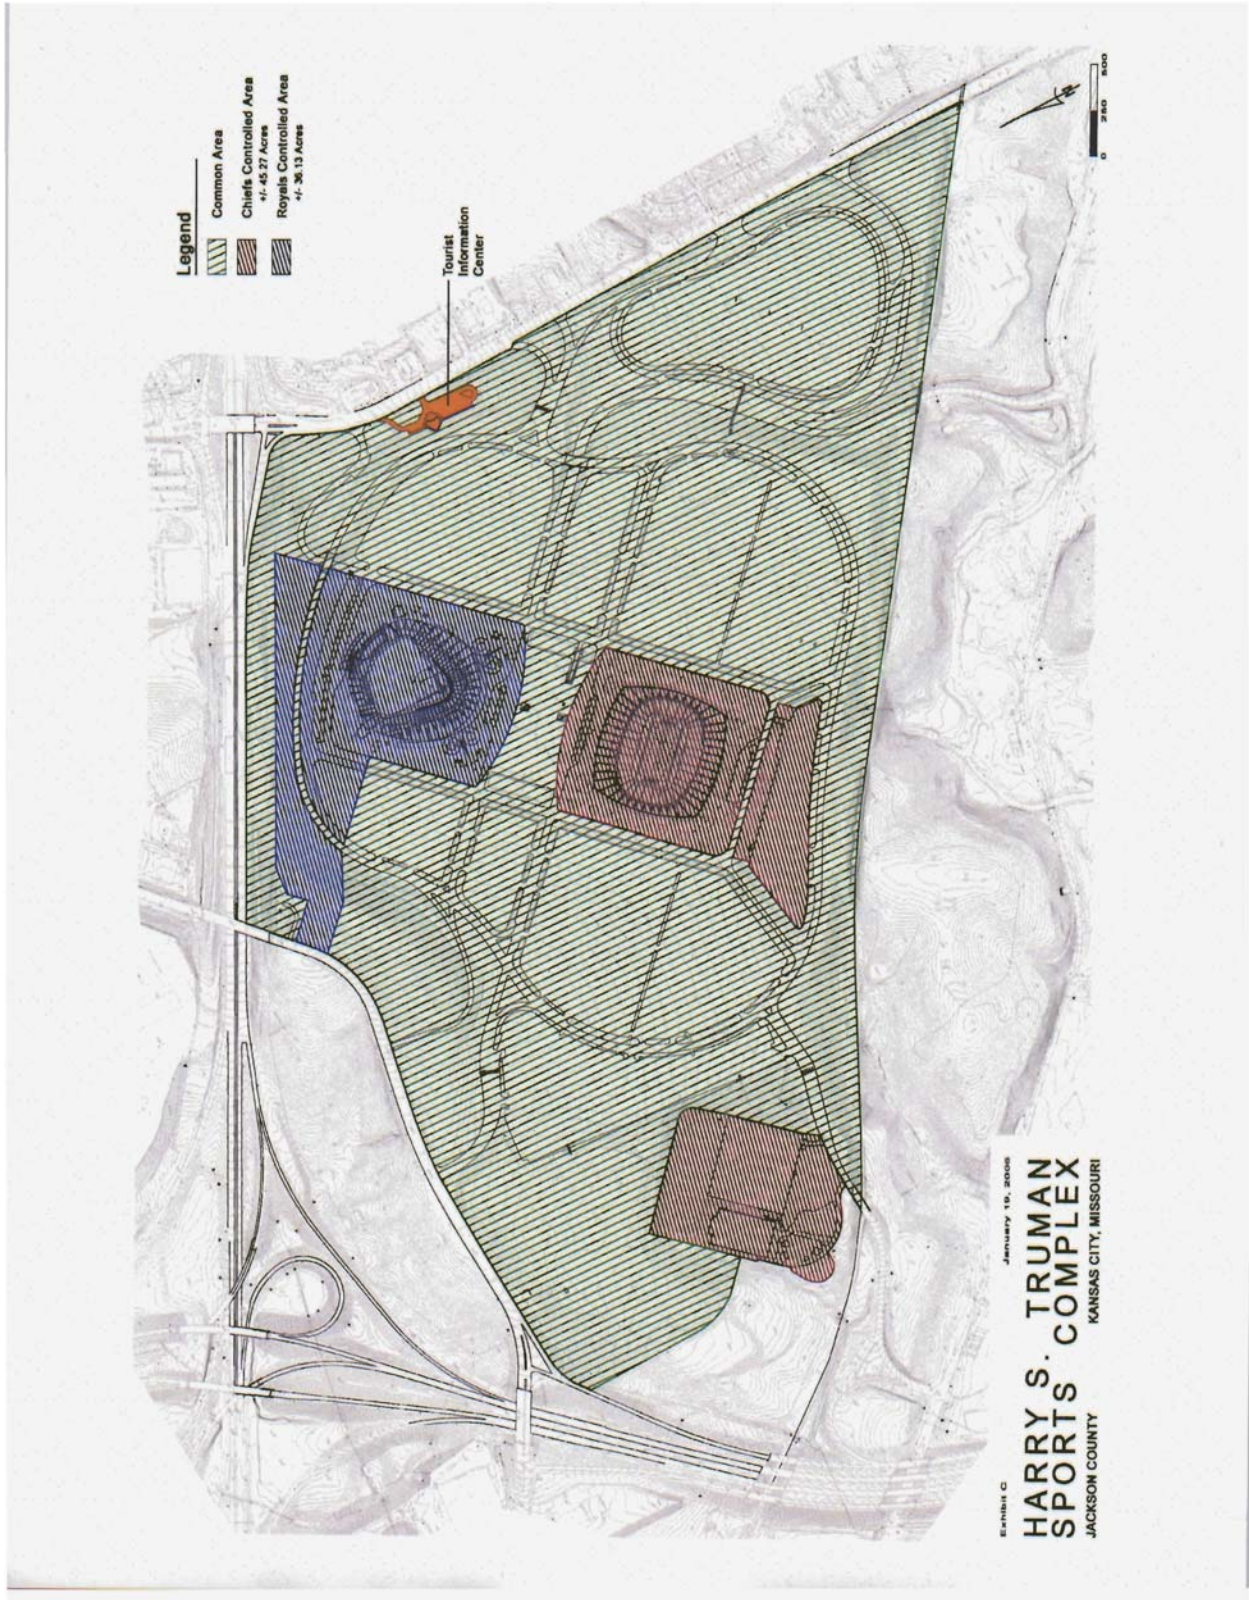 Legend
Common Area
Chiefs Controlled Area
+/- 45.27 Acres
Royals Controlled Area
+/- 36.13 Acres
Tourist
Information
Center
N
0 250 500
Exhibit C
January 19, 2006
HARRY S. TRUMAN
SPORTS COMPLEX
JACKSON COUNTY
KANSAS CITY, MISSOURI